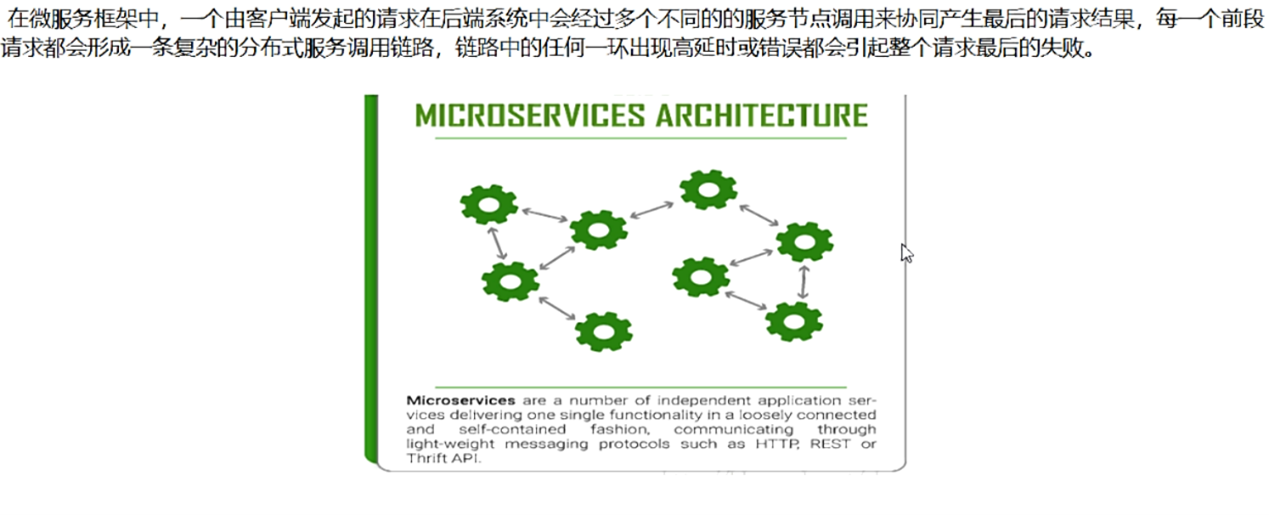 在微服务框架中，一个由客户端发起的请求在后端系统中会经过多个不同的的服务节点调用来协同产生最后的请求结果，每一个前段
请求都会形成一条复杂的分布式服务调用链路，链路中的任何一环出现高延时或错误都会引起整个请求最后的失败。
MICROSERVICES ARCHITECTURE
Microservices are a number of independent application ser-
vices delivering one single functionality in a loosely connected
and self-contained fashion, communicating through
light-weight messaging protocols such as HTTP, REST or
Thrift API.